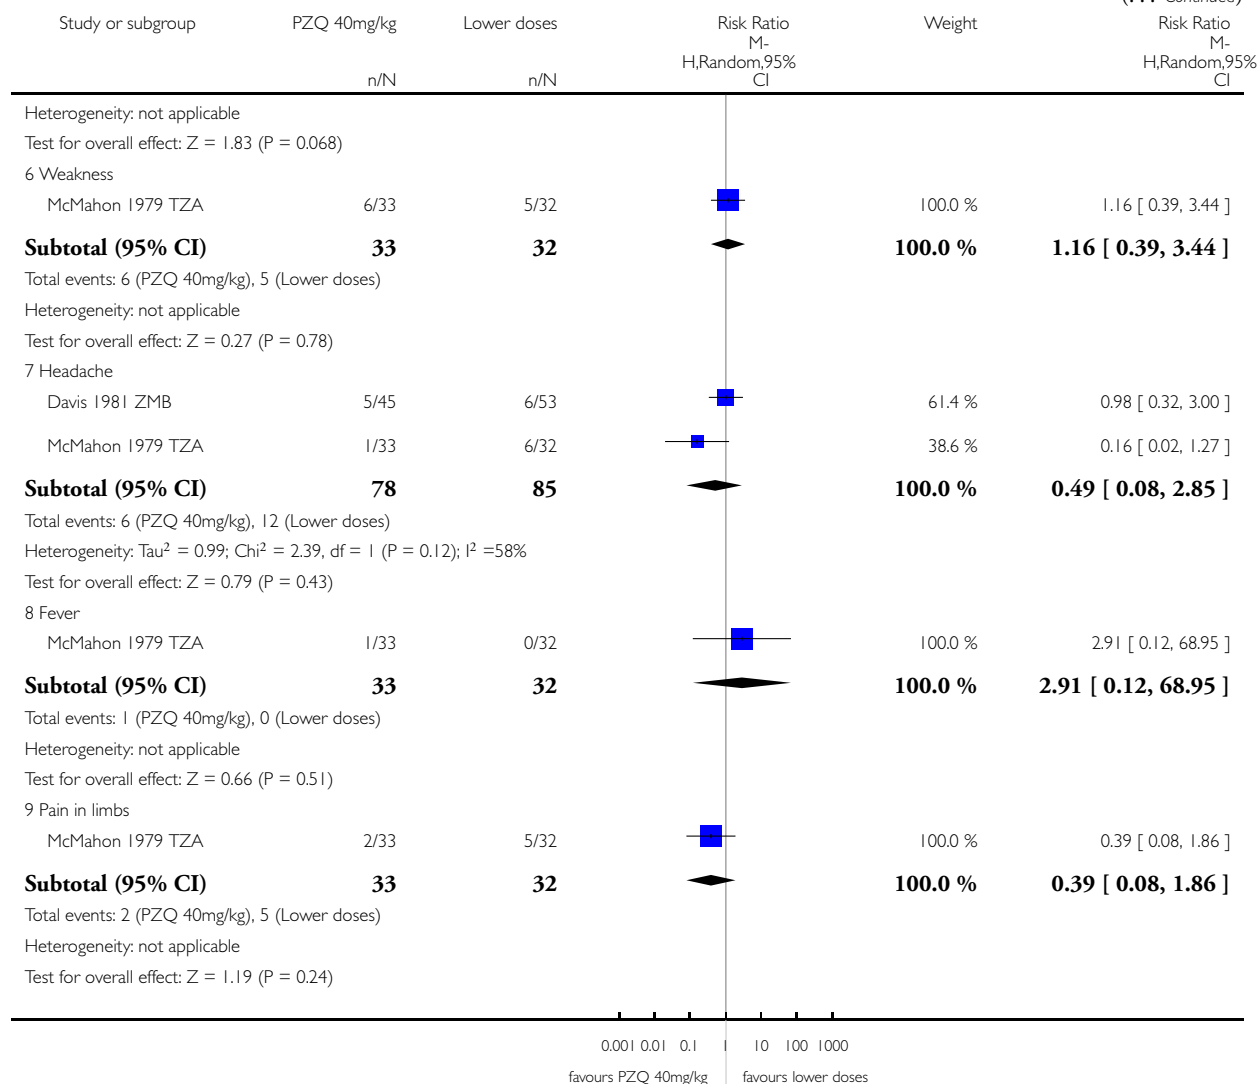 Continued)
Study or subgroup PZQ 40mg/kg Lower doses Risk Ratio Weight Risk Ratio
M-H,Random,95% CI M-H,Random,95% CI
n/N n/N
Heterogeneity: not applicable
Test for overall effect: Z = 1.83 (P = 0.068)
6 Weakness
McMahon 1979 TZA 6/33 5/32 100.0 % 1.16 [ 0.39, 3.44 ]
Subtotal (95% CI) 33 32 100.0 % 1.16 [ 0.39, 3.44 ]
Total events: 6 (PZQ 40mg/kg), 5 (Lower doses)
Heterogeneity: not applicable
Test for overall effect: Z = 0.27 (P = 0.78)
7 Headache
Davis 1981 ZMB 5/45 6/53 61.4 % 0.98 [ 0.32, 3.00 ]
McMahon 1979 TZA 1/33 6/32 38.6 % 0.16 [ 0.02, 1.27 ]
Subtotal (95% CI) 78 85 100.0 % 0.49 [ 0.08, 2.85 ]
Total events: 6 (PZQ 40mg/kg), 12 (Lower doses)
Heterogeneity: Tau² = 0.99; Chi² = 2.39, df = 1 (P = 0.12); I² =58%
Test for overall effect: Z = 0.79 (P = 0.43)
8 Fever
McMahon 1979 TZA 1/33 0/32 100.0 % 2.91 [ 0.12, 68.95 ]
Subtotal (95% CI) 33 32 100.0 % 2.91 [ 0.12, 68.95 ]
Total events: 1 (PZQ 40mg/kg), 0 (Lower doses)
Heterogeneity: not applicable
Test for overall effect: Z = 0.66 (P = 0.51)
9 Pain in limbs
McMahon 1979 TZA 2/33 5/32 100.0 % 0.39 [ 0.08, 1.86 ]
Subtotal (95% CI) 33 32 100.0 % 0.39 [ 0.08, 1.86 ]
Total events: 2 (PZQ 40mg/kg), 5 (Lower doses)
Heterogeneity: not applicable
Test for overall effect: Z = 1.19 (P = 0.24)
0.001 0.01 0.1 1 10 100 1000
favours PZQ 40mg/kg favours lower doses